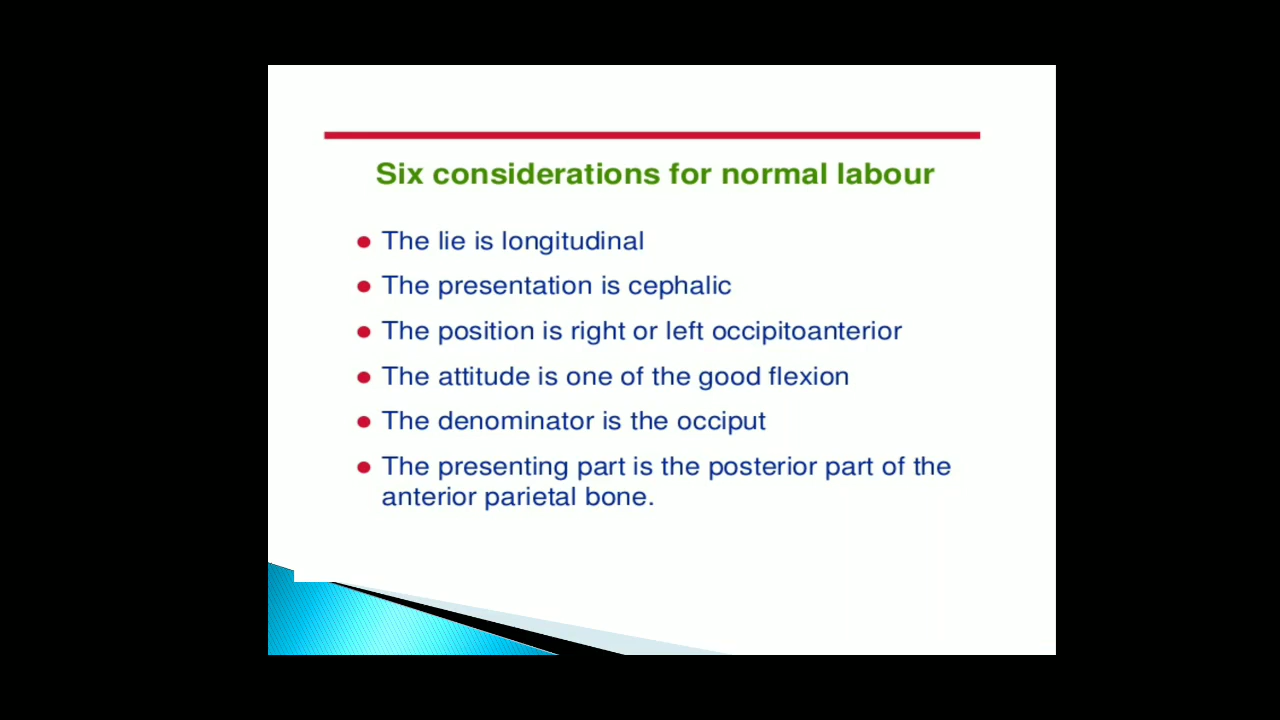 Six considerations for normal labour
● The lie is longitudinal
● The presentation is cephalic
● The position is right or left occipitoanterior
● The attitude is one of the good flexion
● The denominator is the occiput
● The presenting part is the posterior part of the
anterior parietal bone.